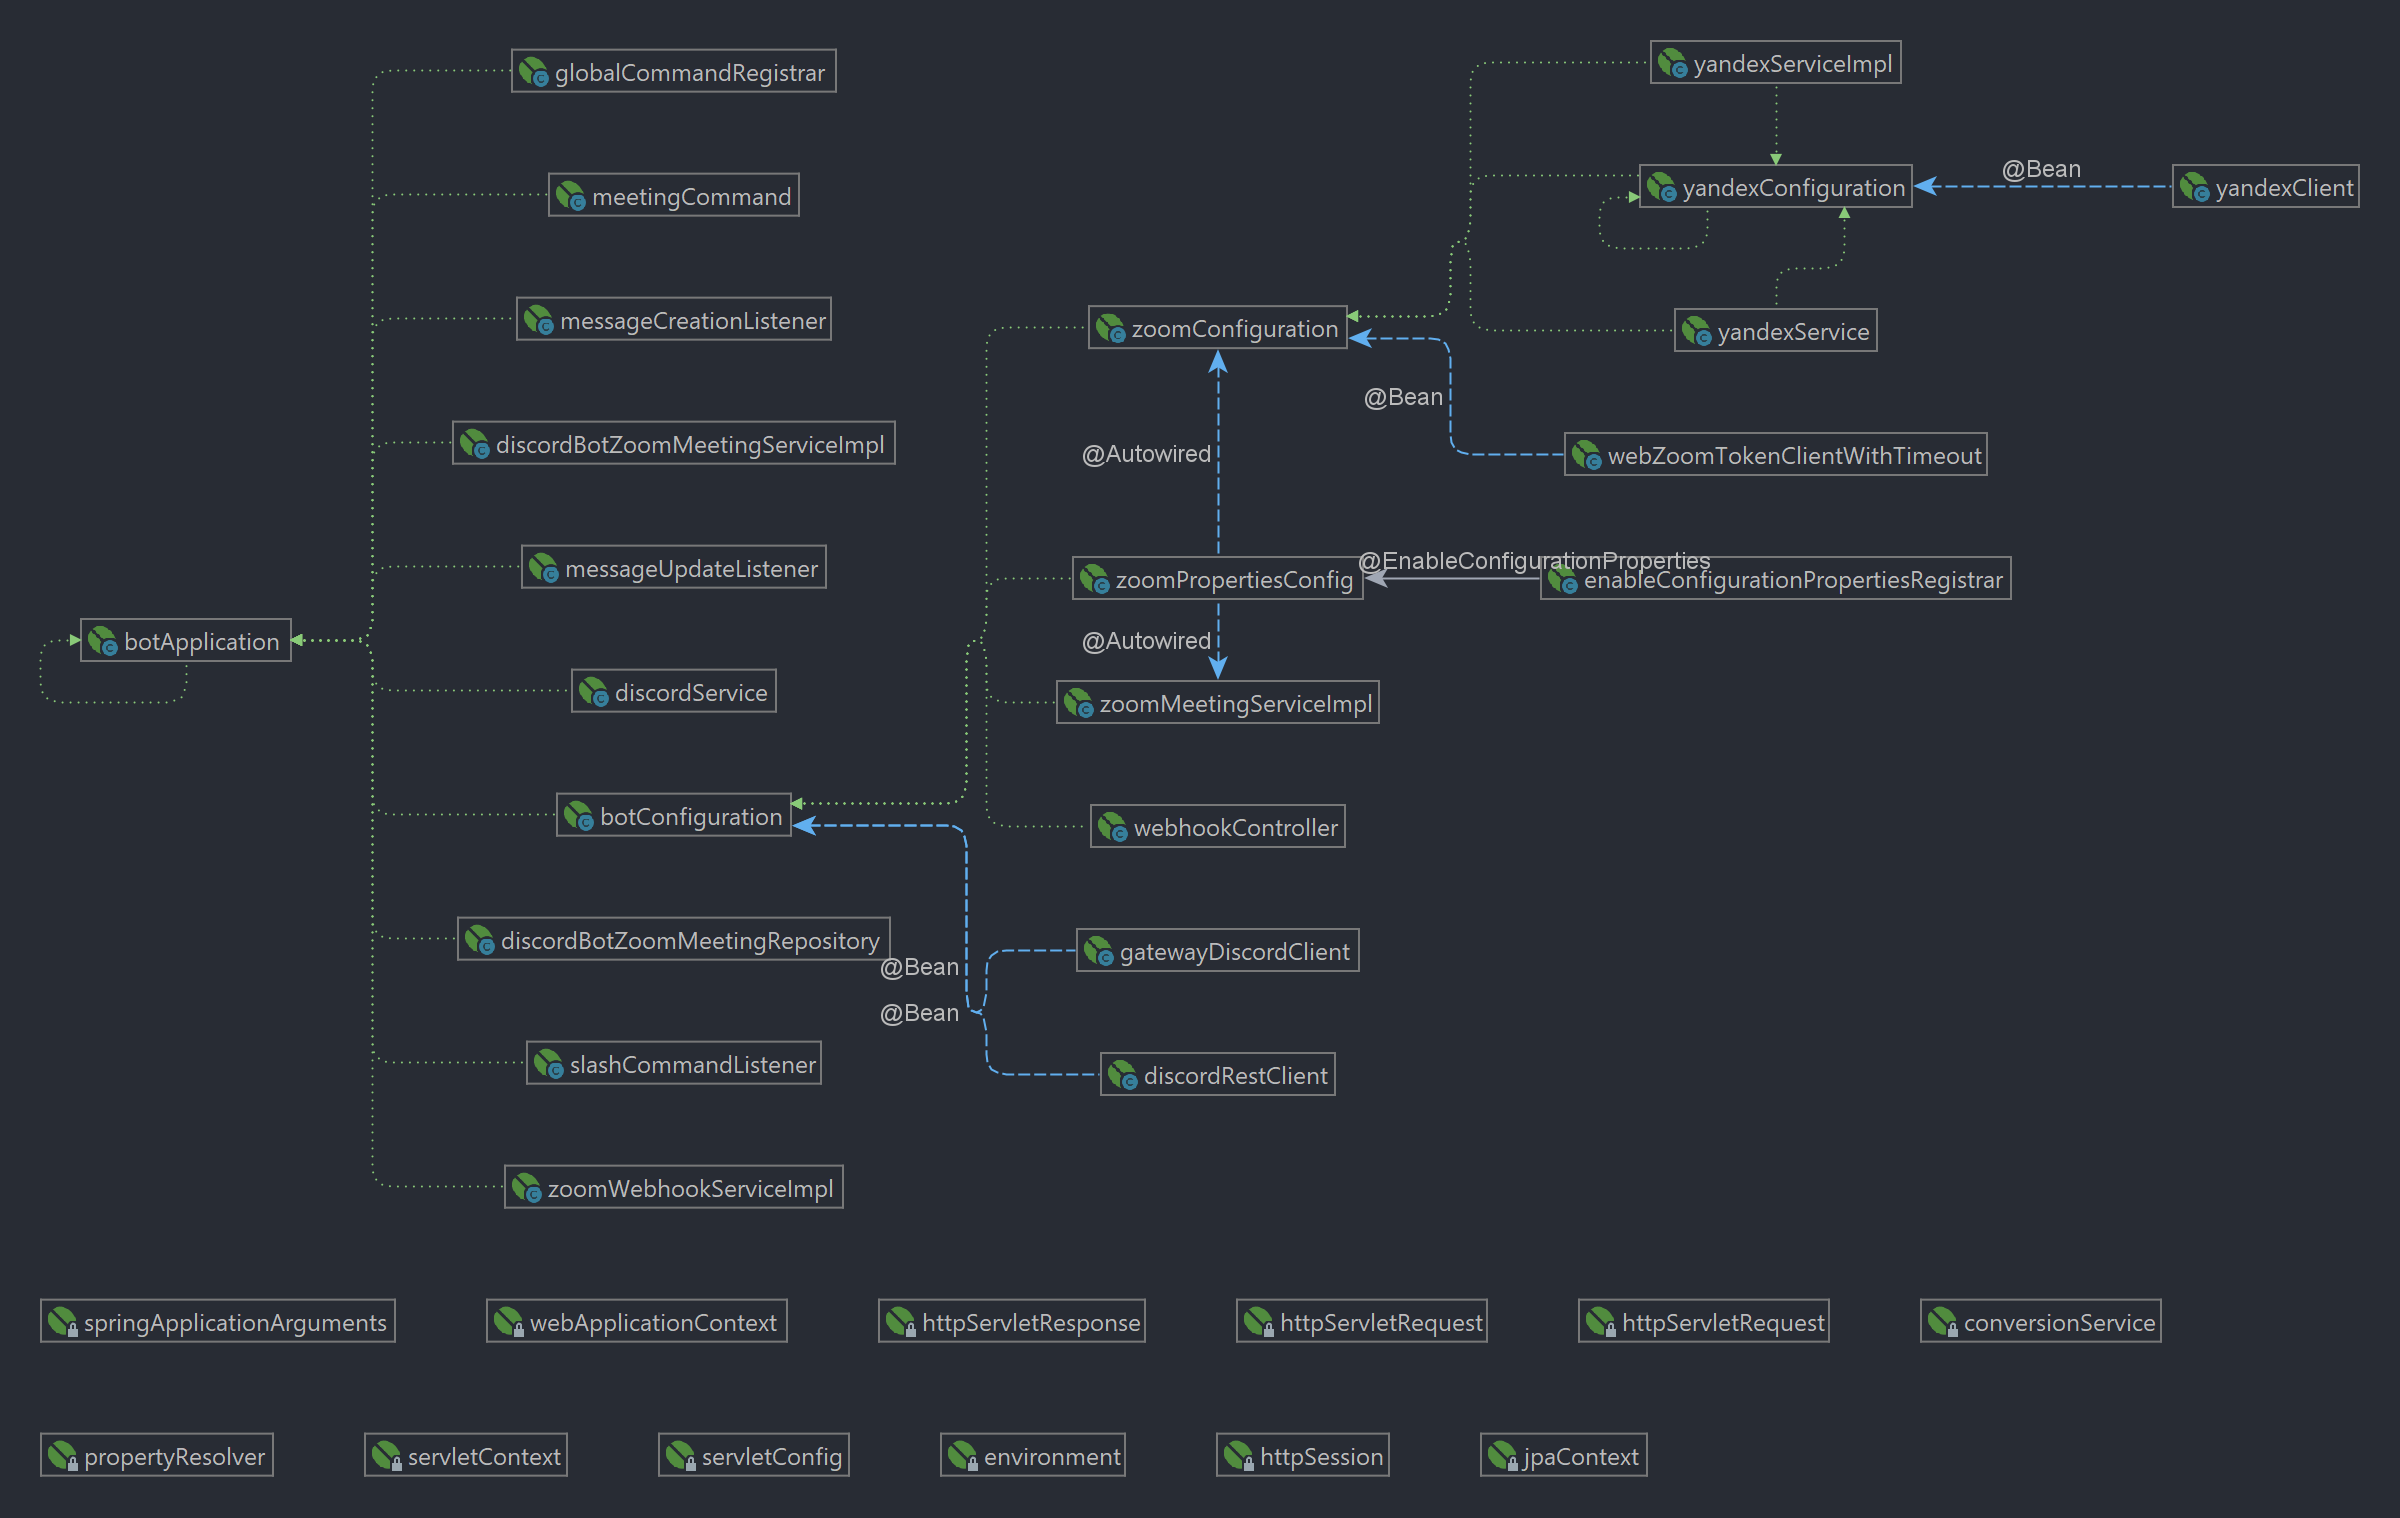 globalCommandRegistrar
meetingCommand
messageCreationListener
discordBotZoomMeetingServiceImpl
messageUpdateListener
botApplication
discordService
botConfiguration
discordBotZoomMeetingRepository
slashCommandListener
zoomWebhookServiceImpl
zoomConfiguration
@Autowired
zoomPropertiesConfig
@Autowired
zoomMeetingServiceImpl
webhookController
@Bean
gatewayDiscordClient
@Bean
discordRestClient
yandexServiceImpl
yandexConfiguration
@Bean
yandexClient
yandexService
@Bean
webZoomTokenClientWithTimeout
@EnableConfigurationProperties
enableConfigurationPropertiesRegistrar
springApplicationArguments
webApplicationContext
httpServletResponse
httpServletRequest
httpServletRequest
conversionService
propertyResolver
servletContext
servletConfig
environment
httpSession
jpaContext